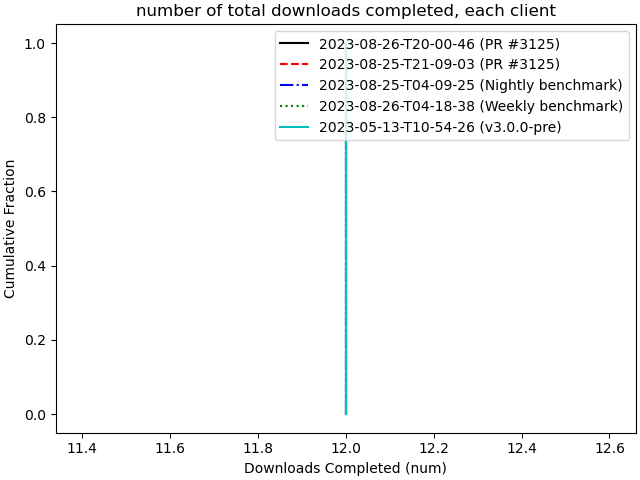 number of total downloads completed, each client
1.0
0.8
0.6
0.4
0.2
0.0
Cumulative Fraction
2023-08-26-T20-00-46 (PR #3125)
2023-08-25-T21-09-03 (PR #3125)
2023-08-25-T04-09-25 (Nightly benchmark)
2023-08-26-T04-18-38 (Weekly benchmark)
2023-05-13-T10-54-26 (v3.0.0-pre)
11.4 11.6 11.8 12.0 12.2 12.4 12.6
Downloads Completed (num)